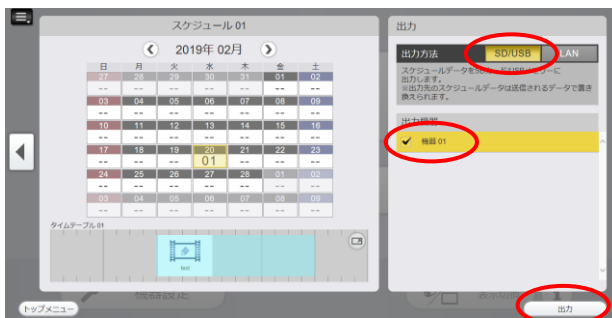 スケジュール 01
2019年 02月
日 月 火 水 木 金 土
27 28 29 30 31 01 02
-- -- -- -- -- -- --
03 04 05 06 07 08 09
-- -- -- -- -- -- --
10 11 12 13 14 15 16
-- -- -- -- -- -- --
17 18 19 20 21 22 23
-- -- -- 01 -- -- --
24 25 26 27 28 01 02
-- -- -- -- -- -- --
03 04 05 06 07 08 09
-- -- -- -- -- -- --
タイムテーブル 01
text
トップメニュー
機器設定
出力
出力方法 SD/USB LAN
スケジュールデータを
出力します。
※出力先のスケジュールデータは送信されるデータで置き
換えられます。
出力機器
機器 01
出力